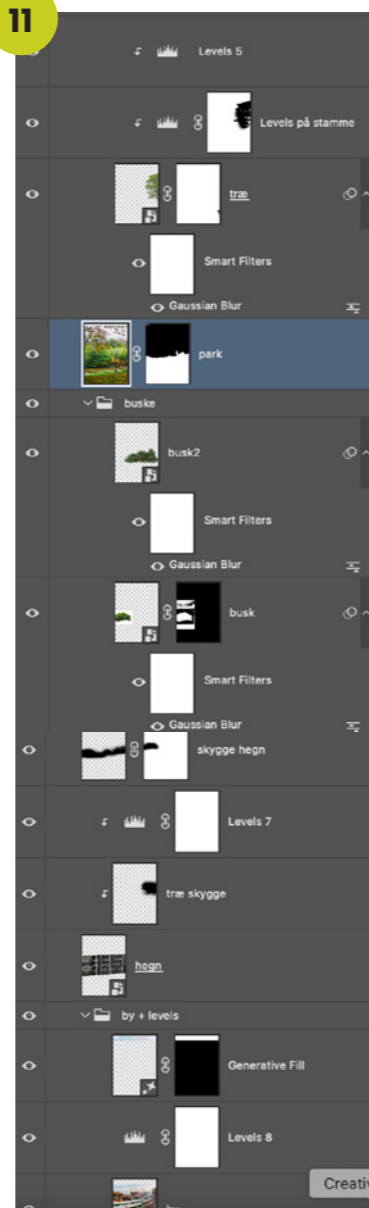 11
Levels 5
Levels på stamme
træ
Smart Filters
Gaussian Blur
park
buske
busk2
Smart Filters
Gaussian Blur
busk
Smart Filters
Gaussian Blur
skygge hegn
Levels 7
træ skygge
hegn
by + levels
Generative Fill
Levels 8